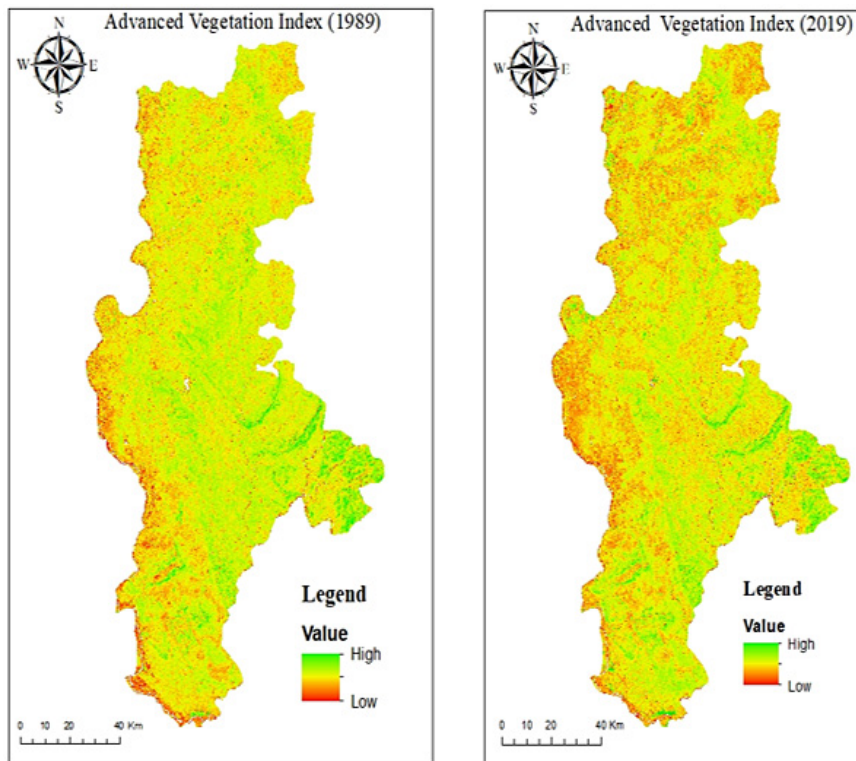 Advanced Vegetation Index (1989)
N
W E
S
Legend
Value
High
Low
0 10 20 40 Km
Advanced Vegetation Index (2019)
N
W E
S
Legend
Value
High
Low
0 10 20 40 Km